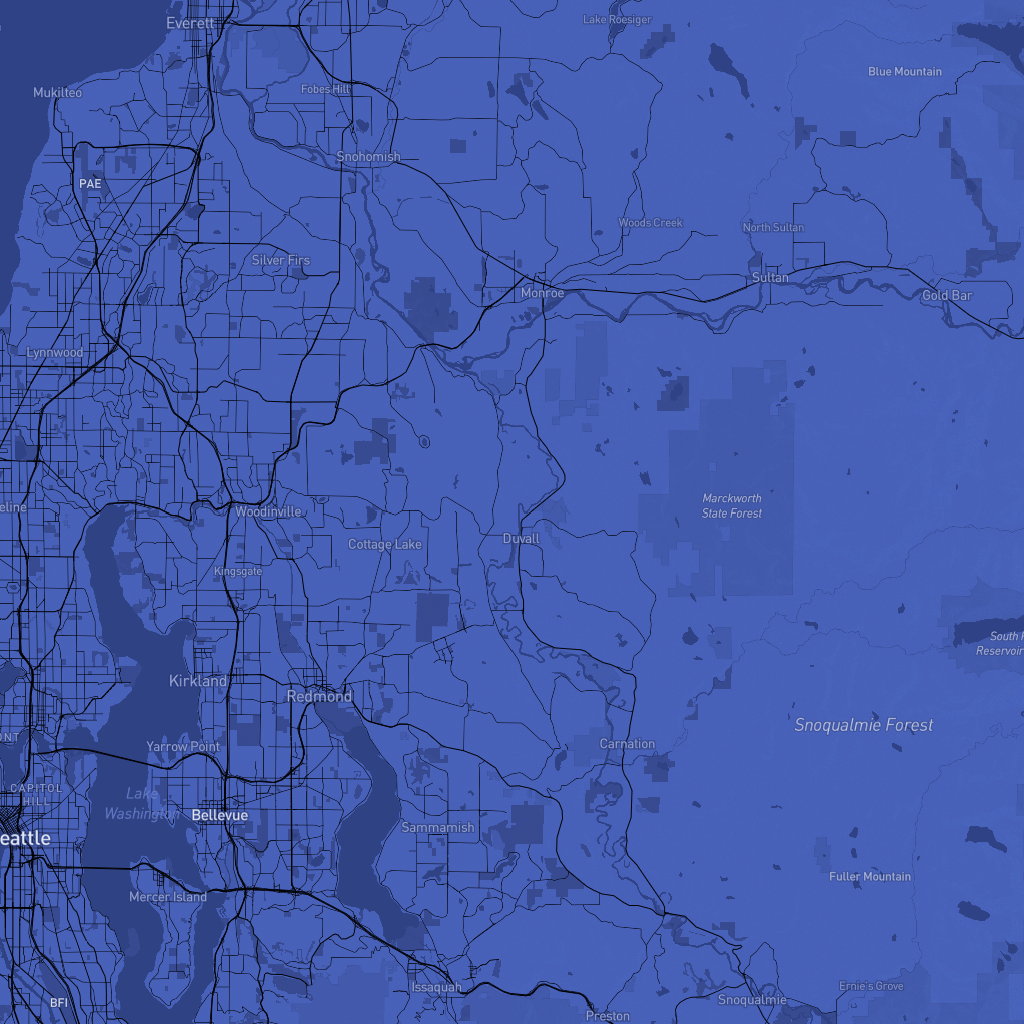 Lake Roesiger
Everett
Blue Mountain
Mukilteo
Fobes Hill
Snohomish
PAE
Woods Creek
North Sultan
Silver Firs
Sultan
Monroe
Gold Bar
Lynnwood
Marckworth
State Forest
eline
Woodinville
Duvall
Cottage Lake
Kingsgate
South F
Reservoir
Kirkland
Redmond
Snoqualmie Forest
ONT
Yarrow Point
Carnation
CAPITOL
HILL
Lake
Washington
Bellevue
Sammamish
eattle
Fuller Mountain
Mercer Island
Issaquah
Ernie's Grove
BFI
Snoqualmie
Preston